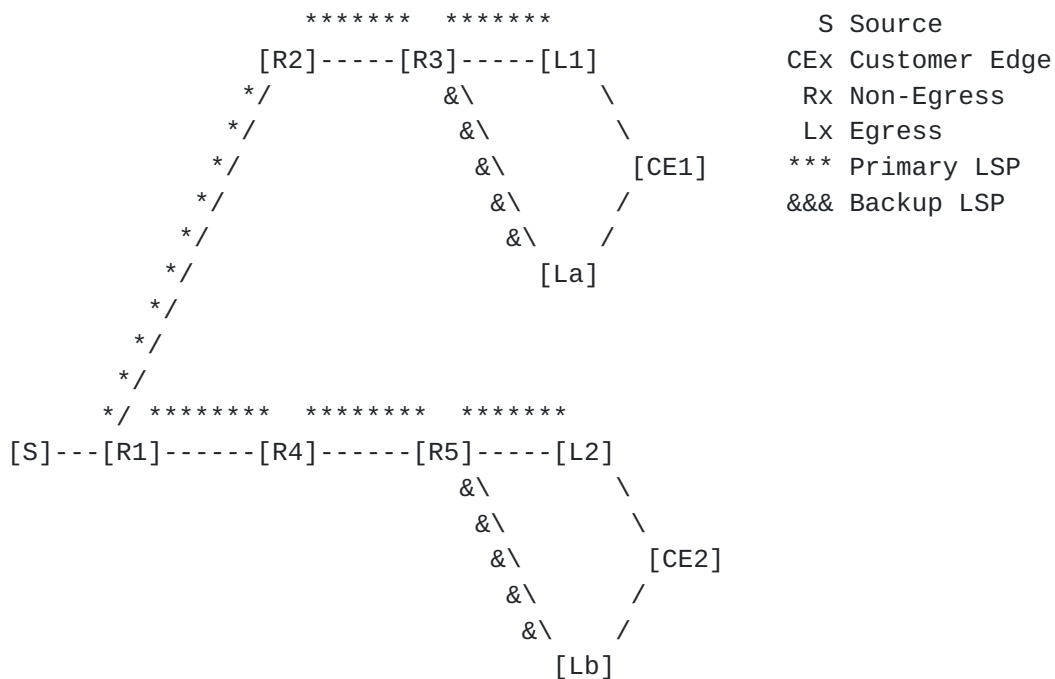 *******  *******                 S Source
                [R2]-----[R3]-----[L1]            CEx Customer Edge
               */           &\        \            Rx Non-Egress
              */             &\        \           Lx Egress
             */               &\       [CE1]      *** Primary LSP
            */                 &\      /          &&& Backup LSP
           */                   &\    /
          */                      [La]
         */
        */
       */
      */ ********  ********  *******
[S]---[R1]------[R4]------[R5]-----[L2]
                             &\        \
                              &\        \
                               &\        [CE2]
                                &\      /
                                 &\    /
                                   [Lb]